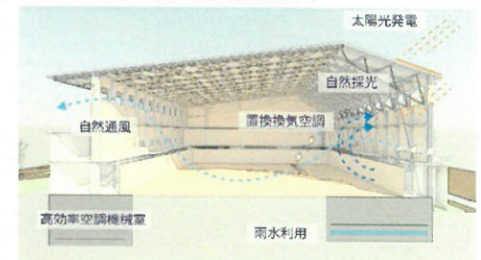 太陽光発電
自然採光
自然通風
置換換気空調
高効率空調機械室
雨水利用